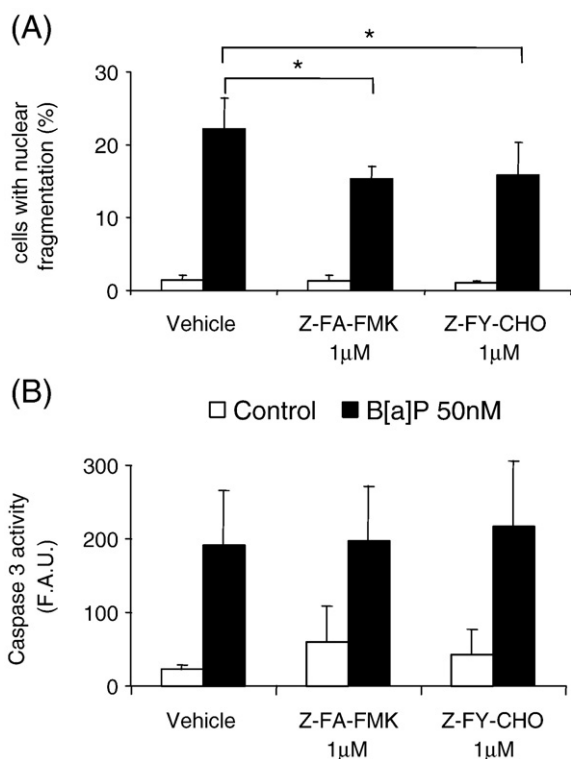 (A)
*
*
cells with nuclear
fragmentation (%)
30
20
10
0
Vehicle Z-FA-FMK Z-FY-CHO
1μM 1μM
(B)
Control B[a]P 50nM
Caspase 3 activity
(F.A.U.)
300
200
100
0
Vehicle Z-FA-FMK Z-FY-CHO
1μM 1μM